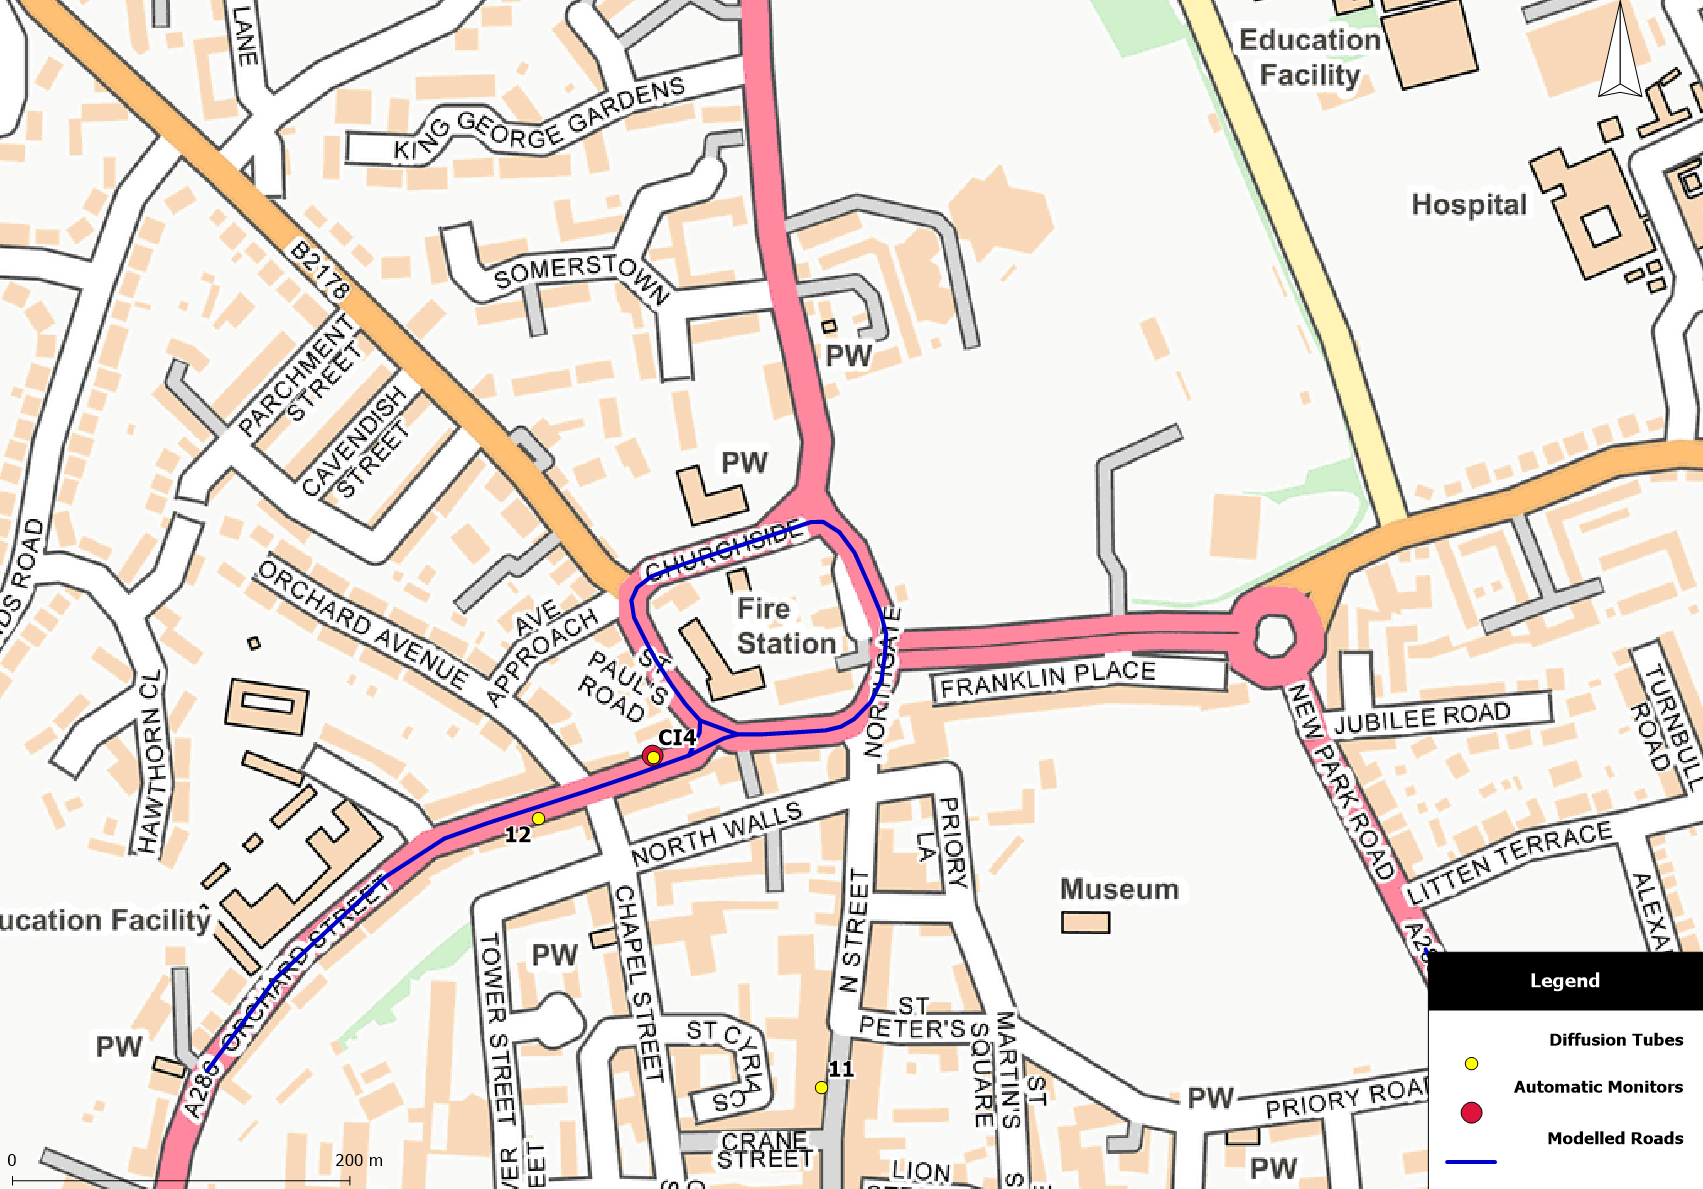 LANE
Education
Facility
KING GEORGE GARDENS
Hospital
B2178
SOMERSTOWN
PW
PARCHMENT
STREET
CAVENDISH
STREET
PW
CHURCHSIDE
ORCHARD AVENUE
AVE
APPROACH
Fire
Station
ST
PAUL'S
ROAD
NORTHGATE
FRANKLIN PLACE
JUBILEE ROAD
TURNBULL
ROAD
NEW PARK ROAD
HAWTHORN CL
DS ROAD
CI4
12
NORTH WALLS
PRIORY
LA
LITTEN TERRACE
ALEXA
Museum
ucation Facility
ORCHARD STREET
CHAPEL STREET
N STREET
PW
TOWER STREET
PW
ST
PETER'S
SQUARE
ST CYRIA
CS
MARTIN'S
ST
11
PW
PRIORY ROA
CRANE
STREET
LION
PW
0
200 m
Legend
Diffusion Tubes
Automatic Monitors
Modelled Roads